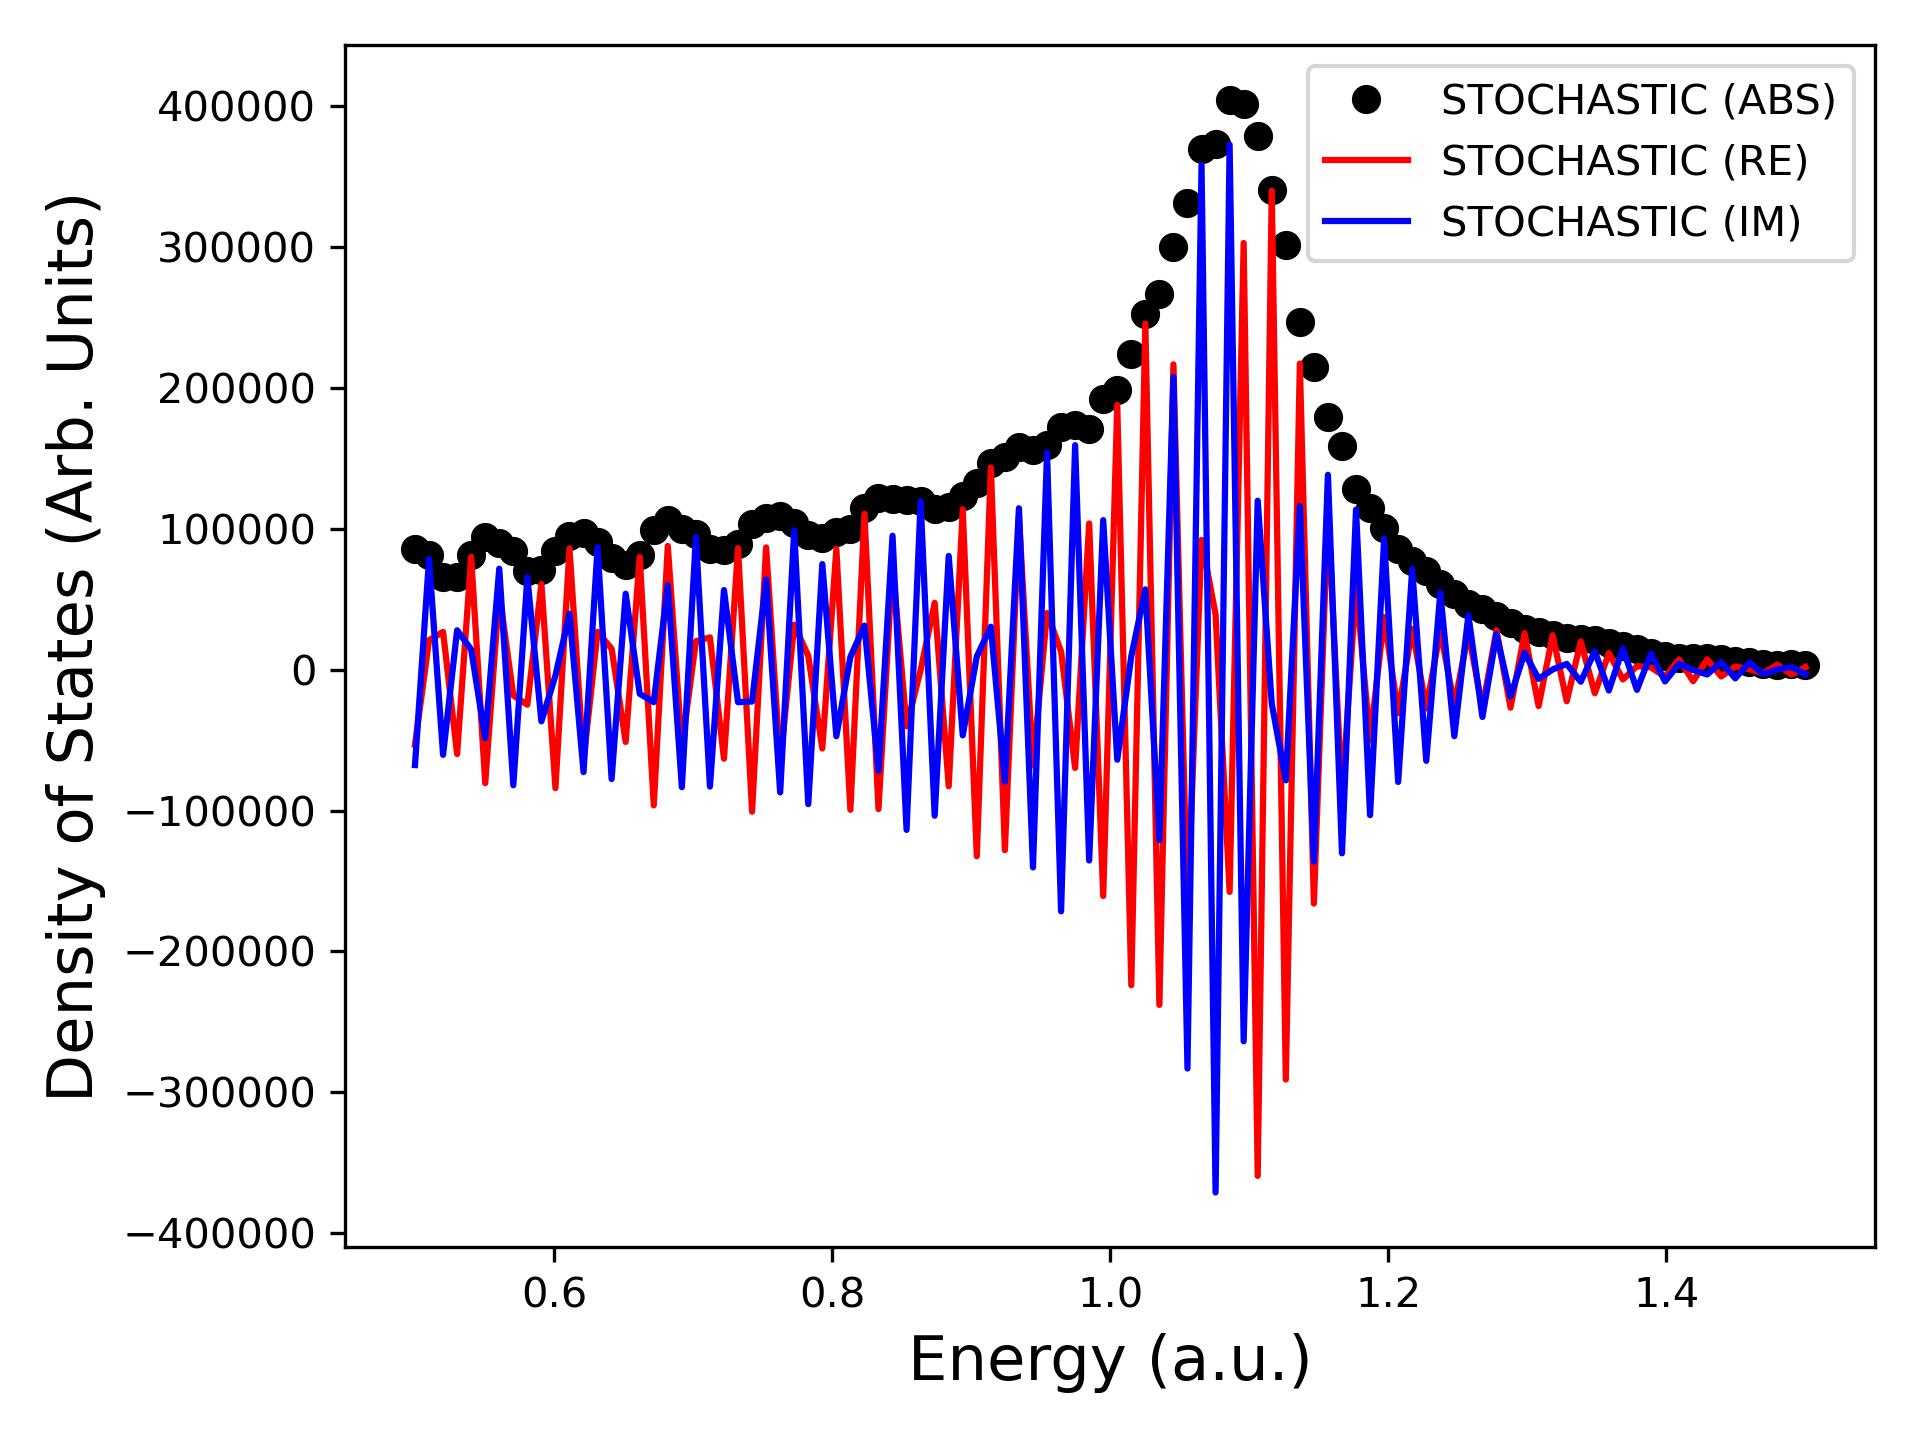 STOCHASTIC (ABS)
STOCHASTIC (RE)
STOCHASTIC (IM)
Density of States (Arb. Units)
400000
300000
200000
100000
0
−100000
−200000
−300000
−400000
0.6 0.8 1.0 1.2 1.4
Energy (a.u.)